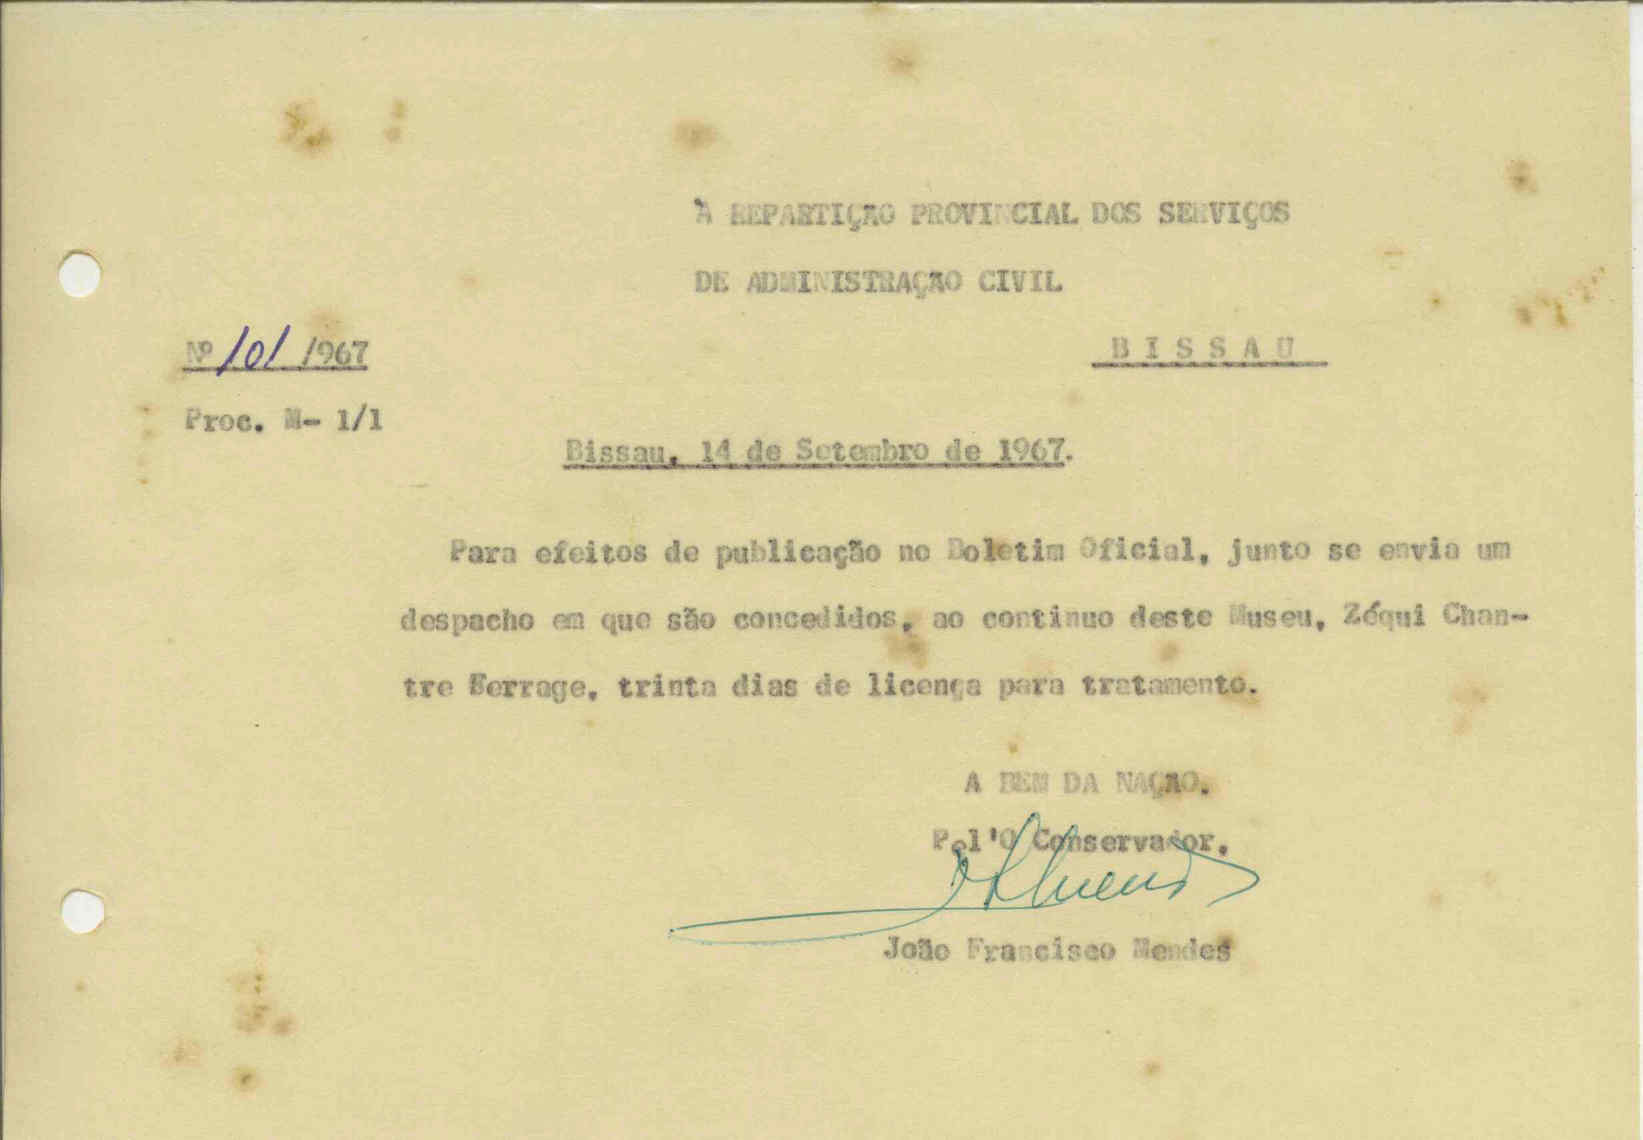 À REPARTIÇÃO PROVINCIAL DOS SERVIÇOS
DE ADMINISTRAÇÃO CIVIL
Nº 101 /967
B I S S A U
Proc. M- 1/1
Bissau, 14 de Setembro de 1967.
Para efeitos de publicação no Boletim Oficial, junto se envia um
despacho em que são concedidos, ao continuo deste Museu, Zéqui Chan-
tre Ferrage, trinta dias de licença para tratamento.
A BEM DA NAÇÃO.
Pel'O Conservador.
João Francisco Mendes